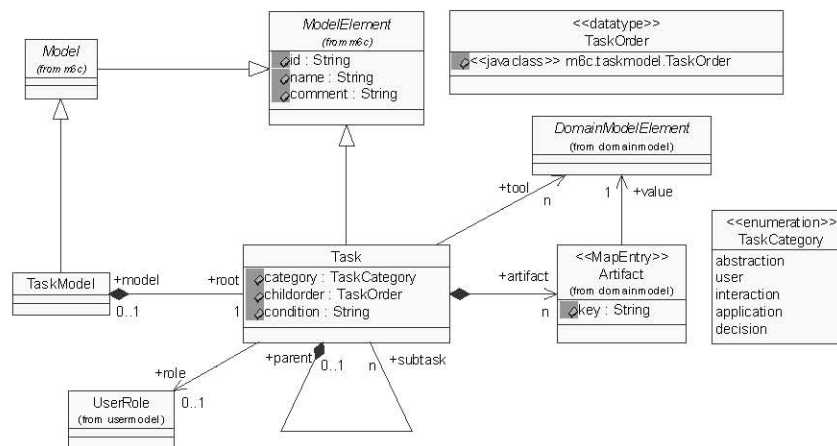 Model
(from m6c)
ModelElement
(from m6c)
id : String
name : String
comment : String
<<datatype>>
TaskOrder
<<javaclass>> m6c.taskmodel.TaskOrder
DomainModelElement
(from domainmodel)
+tool
n
1
+value
<<enumeration>>
TaskCategory
abstraction
user
interaction
application
decision
TaskModel
+model
0..1
+root
1
Task
category : TaskCategory
childorder : TaskOrder
condition : String
+artifact
n
<<MapEntry>>
Artifact
(from domainmodel)
key : String
+parent
0..1
n
+subtask
+role
0..1
UserRole
(from usermodel)